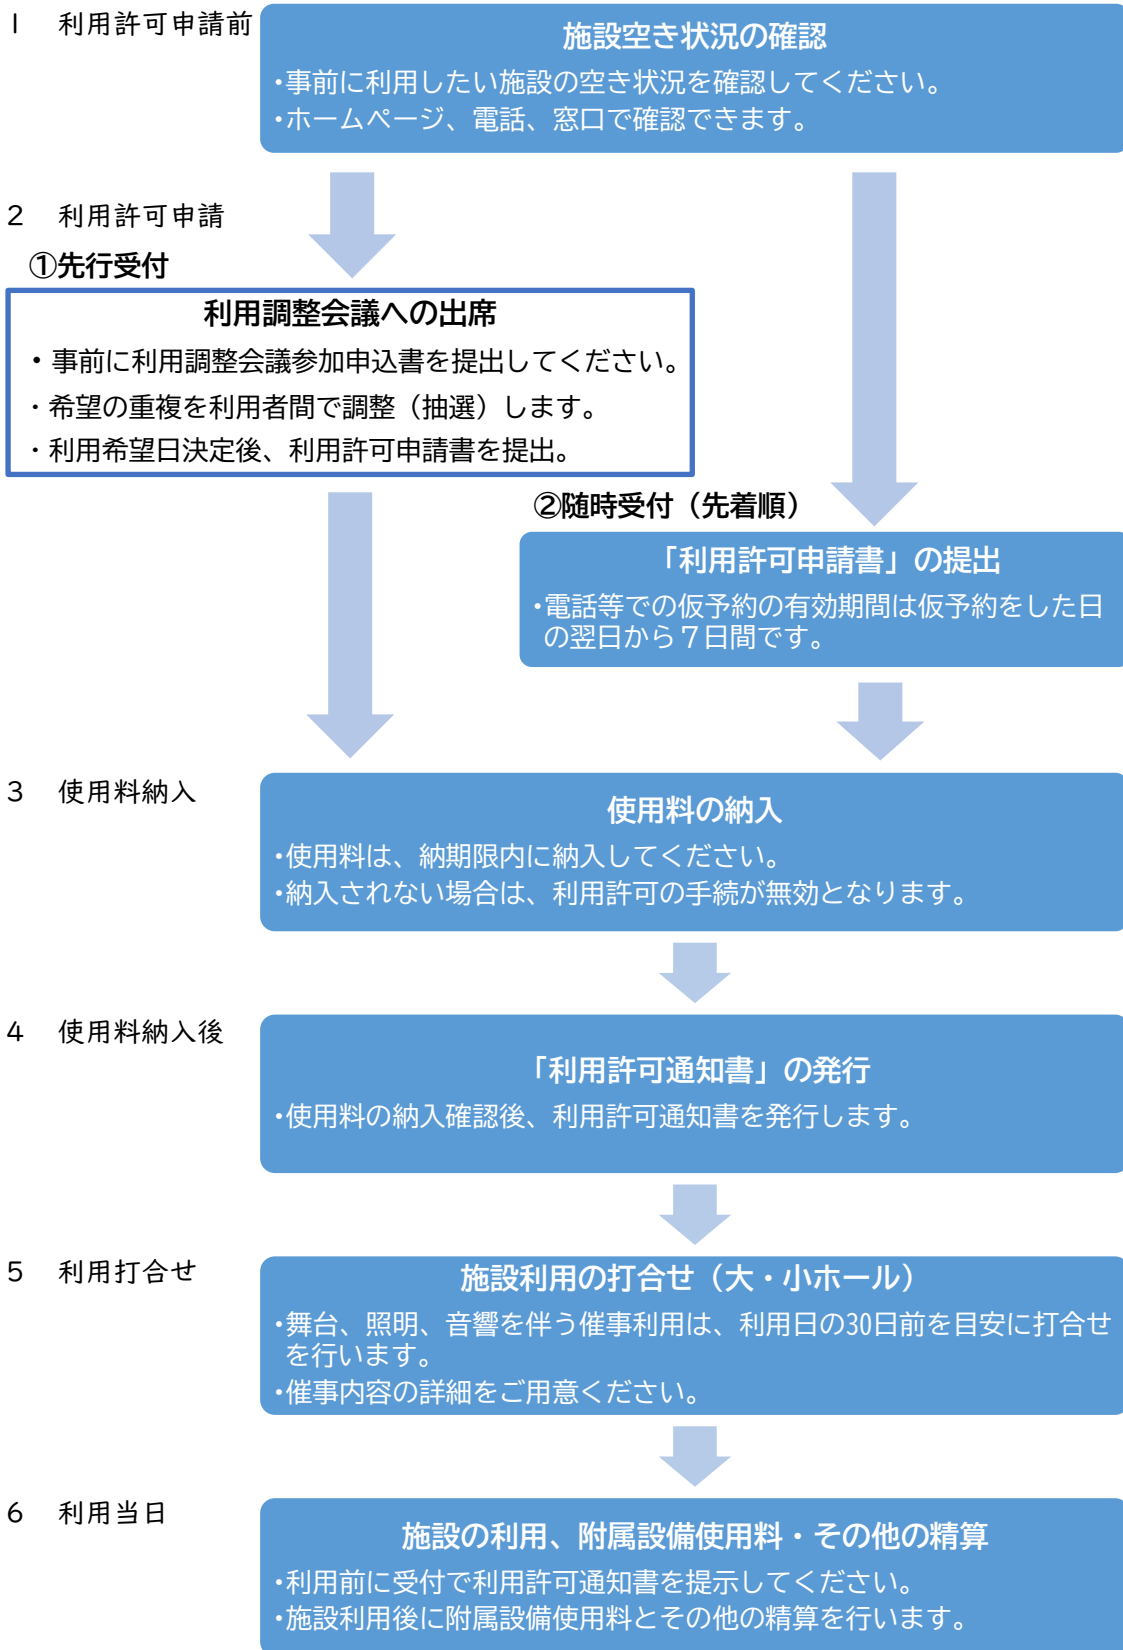 1　利用許可申請前
施設空き状況の確認
・事前に利用したい施設の空き状況を確認してください。
・ホームページ、電話、窓口で確認できます。
2　利用許可申請
①先行受付
利用調整会議への出席
・事前に利用調整会議参加申込書を提出してください。
・希望の重複を利用者間で調整（抽選）します。
・利用希望日決定後、利用許可申請書を提出。
②随時受付（先着順）
「利用許可申請書」の提出
・電話等での仮予約の有効期間は仮予約をした日
の翌日から７日間です。
3　使用料納入
使用料の納入
・使用料は、納期限内に納入してください。
・納入されない場合は、利用許可の手続が無効となります。
4　使用料納入後
「利用許可通知書」の発行
・使用料の納入確認後、利用許可通知書を発行します。
5　利用打合せ
施設利用の打合せ（大・小ホール）
・舞台、照明、音響を伴う催事利用は、利用日の30日前を目安に打合せ
を行います。
・催事内容の詳細をご用意ください。
6　利用当日
施設の利用、附属設備使用料・その他の精算
・利用前に受付で利用許可通知書を提示してください。
・施設利用後に附属設備使用料とその他の精算を行います。